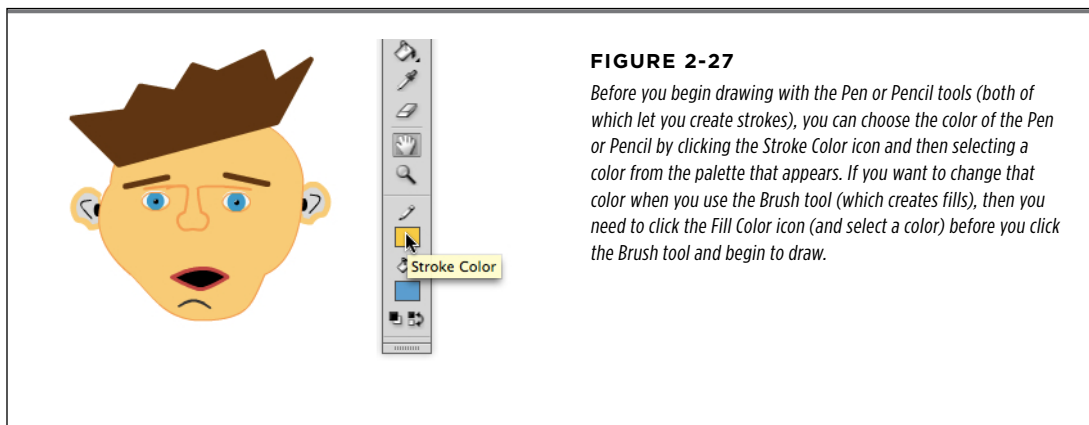 FIGURE 2-27
Before you begin drawing with the Pen or Pencil tools (both of
which let you create strokes), you can choose the color of the Pen
or Pencil by clicking the Stroke Color icon and then selecting a
color from the palette that appears. If you want to change that
color when you use the Brush tool (which creates fills), then you
need to click the Fill Color icon (and select a color) before you click
the Brush tool and begin to draw.
Stroke Color